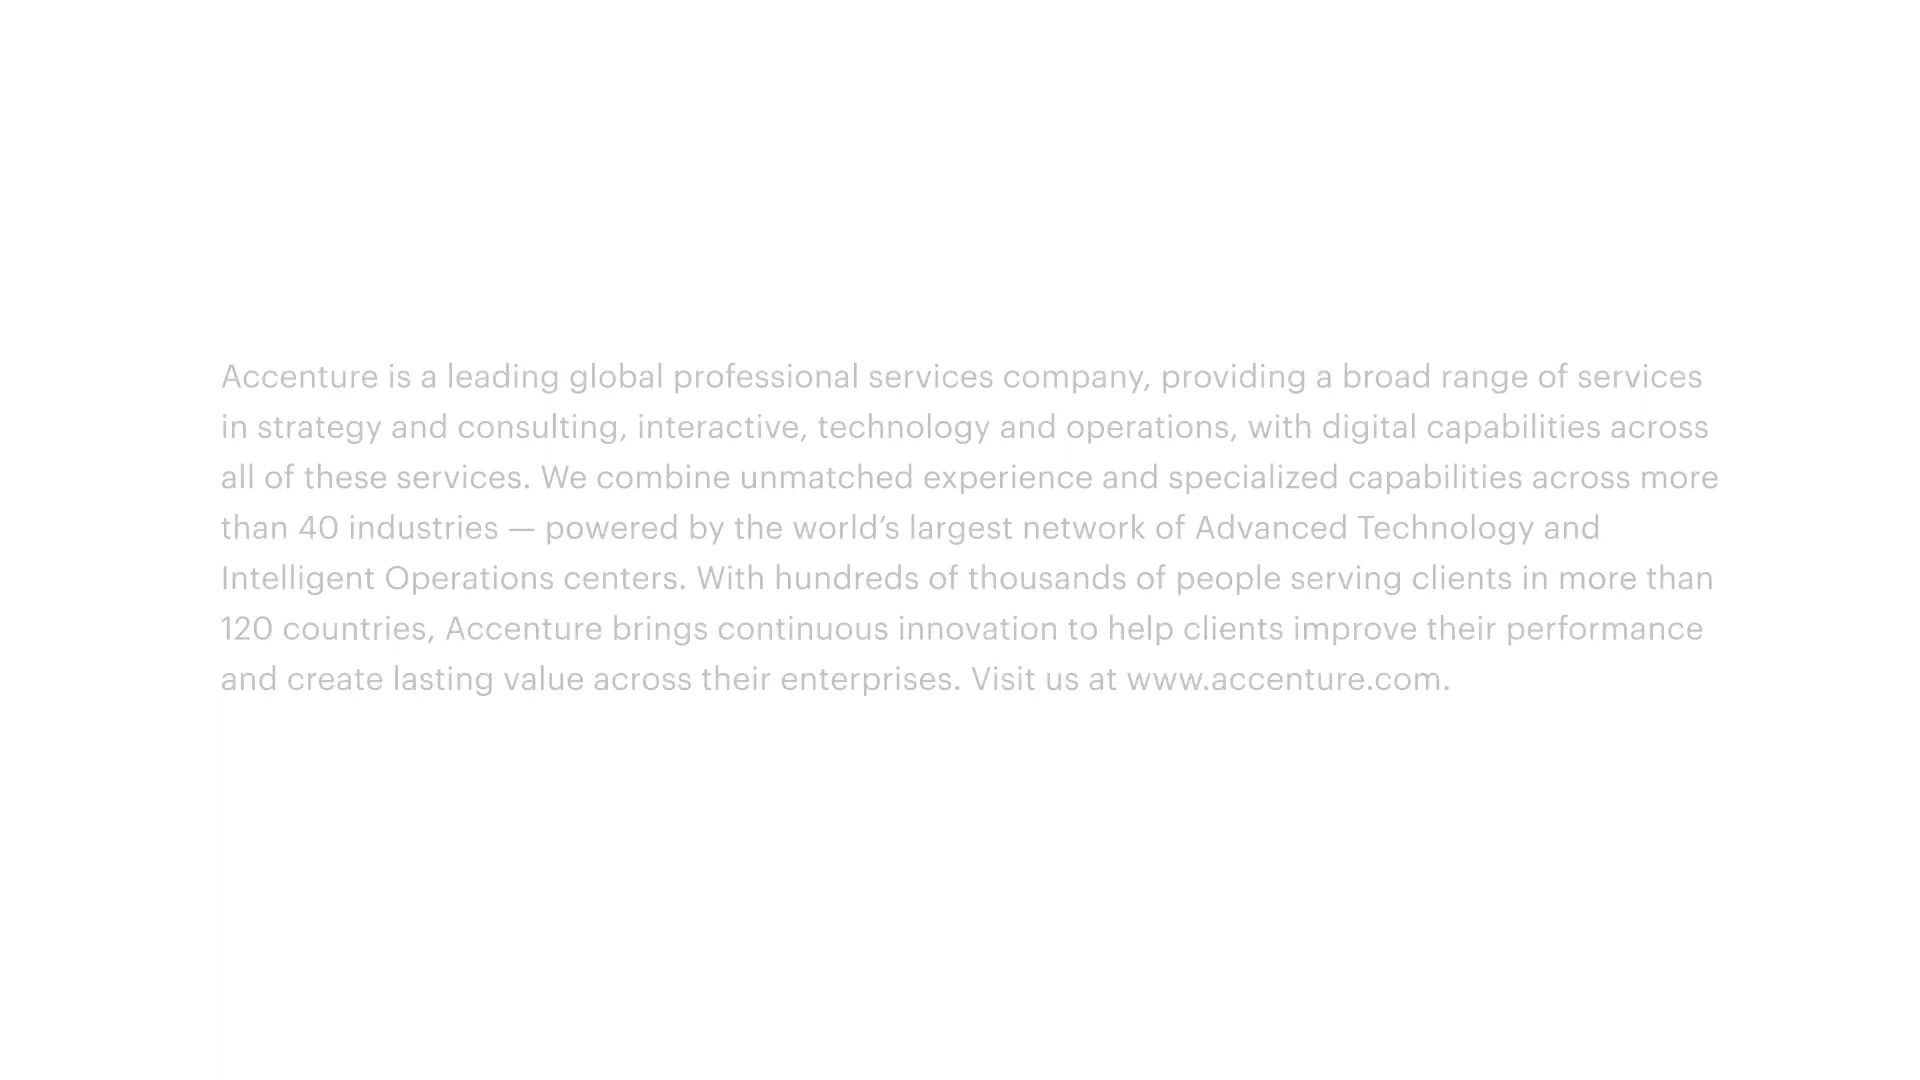 Accenture is a leading global professional services company, providing a broad range of services
in strategy and consulting, interactive, technology and operations, with digital capabilities across
all of these services. We combine unmatched experience and specialized capabilities across more
than 40 industries — powered by the world’s largest network of Advanced Technology and
Intelligent Operations centers. With hundreds of thousands of people serving clients in more than
120 countries, Accenture brings continuous innovation to help clients improve their performance
and create lasting value across their enterprises. Visit us at www.accenture.com.